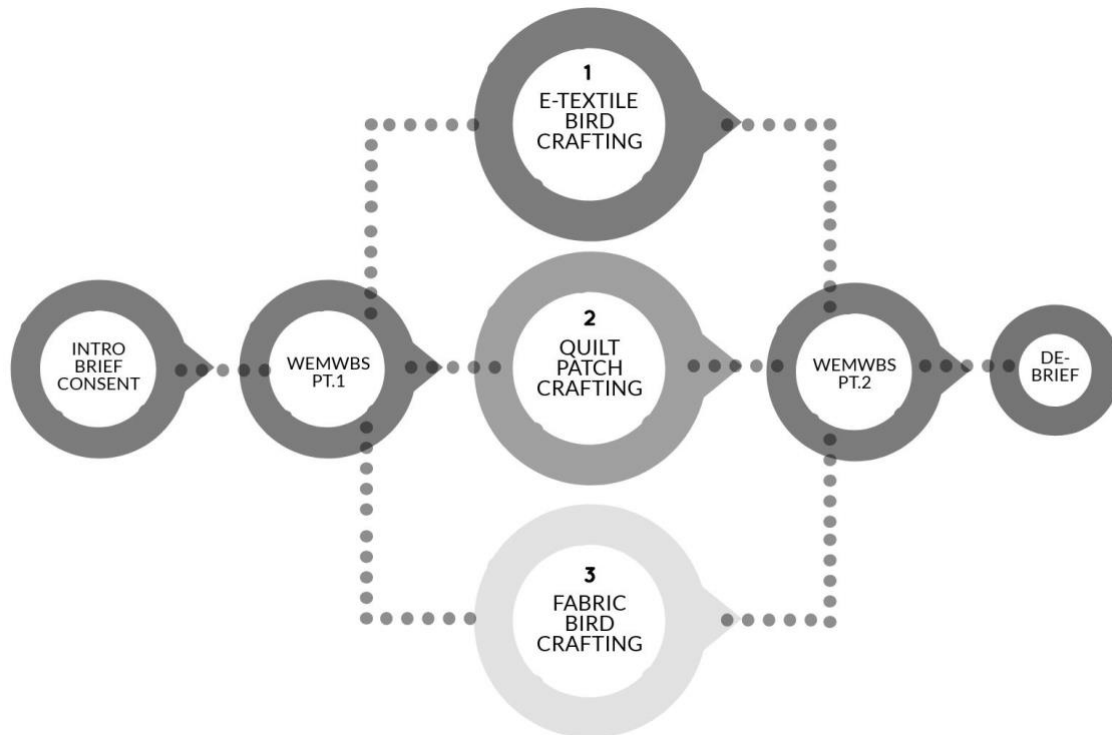 INTRO
BRIEF
CONSENT
WEMWBS
PT.1
1
E-TEXTILE
BIRD
CRAFTING
2
QUILT
PATCH
CRAFTING
3
FABRIC
BIRD
CRAFTING
WEMWBS
PT.2
DE-
BRIEF